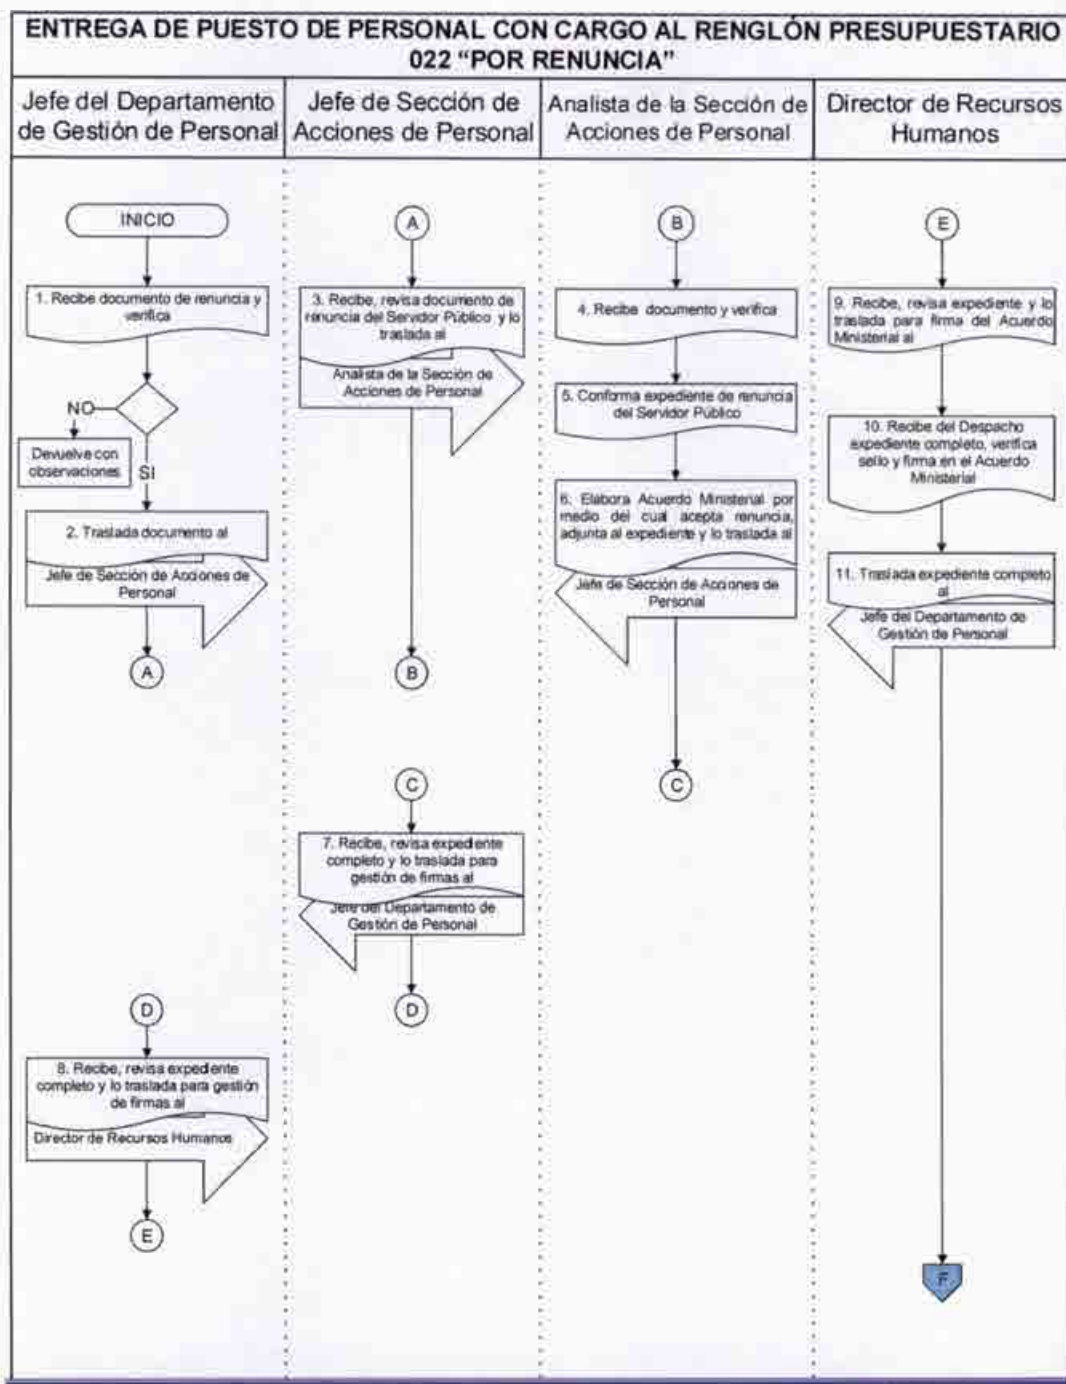 ENTREGA DE PUESTO DE PERSONAL CON CARGO AL RENGLÓN PRESUPUESTARIO
022 “POR RENUNCIA”
Jefe del Departamento
de Gestión de Personal
Jefe de Sección de
Acciones de Personal
Analista de la Sección de
Acciones de Personal
Director de Recursos
Humanos
INICIO
1. Recibe documento de renuncia y
verifica
NO
Devuelve con
observaciones
SI
2. Traslada documento al
Jefe de Sección de Acciones de
Personal
A
A
3. Recibe, revisa documento de
renuncia del Servidor Público y lo
traslada al
Analista de la Sección de
Acciones de Personal
B
B
4. Recibe documento y verifica
5. Conforma expediente de renuncia
del Servidor Público
6. Elabora Acuerdo Ministerial por
medio del cual acepta renuncia,
adjunta al expediente y lo traslada al
Jefe de Sección de Acciones de
Personal
C
C
7. Recibe, revisa expediente
completo y lo traslada para
gestión de firmas al
Jefe del Departamento de
Gestión de Personal
D
D
8. Recibe, revisa expediente
completo y lo traslada para gestión
de firmas al
Director de Recursos Humanos
E
E
9. Recibe, revisa expediente y lo
traslada para firma del Acuerdo
Ministerial al
10. Recibe del Despacho
expediente completo, verifica
sello y firma en el Acuerdo
Ministerial
11. Traslada expediente completo
al
Jefe del Departamento de
Gestión de Personal
F